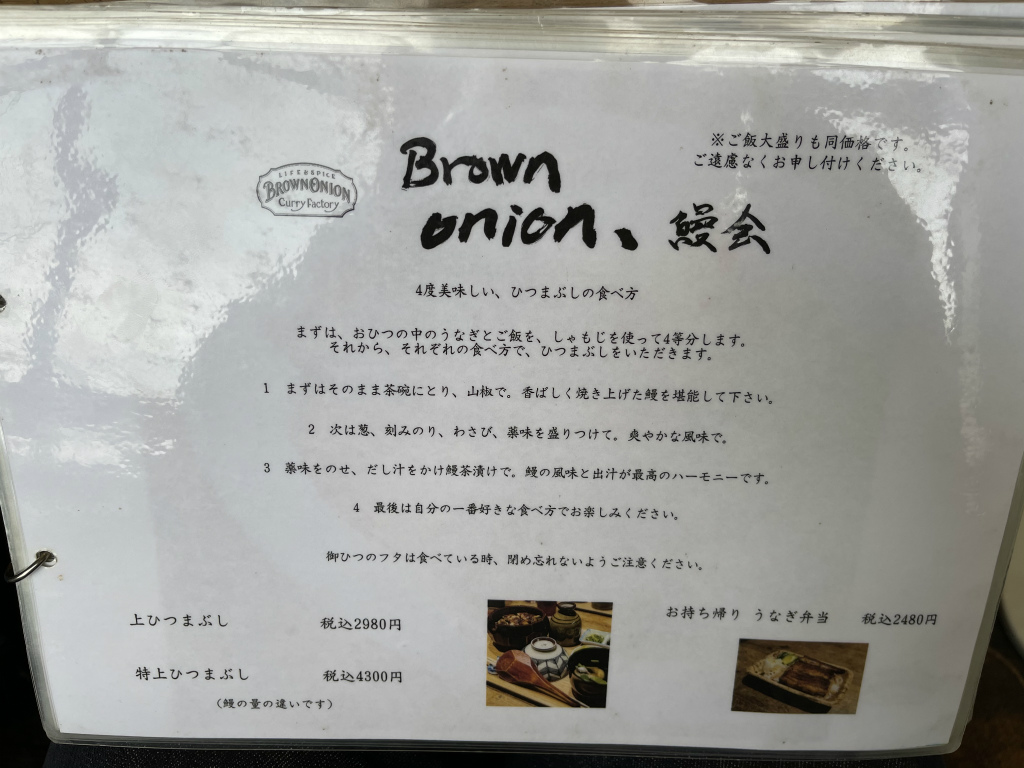 ※ご飯大盛りも同価格です。
ご遠慮なくお申し付けください。
LIFE & SPICE
BROWN ONION
Curry Factory
Brown
onion、鰻会
4度美味しい、ひつまぶしの食べ方
まずは、おひつの中のうなぎとご飯を、しゃもじを使って4等分します。
それから、それぞれの食べ方で、ひつまぶしをいただきます。
1 まずはそのまま茶碗にとり、山椒で。香ばしく焼き上げた鰻を堪能して下さい。
2 次は葱、刻みのり、わさび、薬味を盛りつけて。爽やかな風味で。
3 薬味をのせ、だし汁をかけ鰻茶漬けで。鰻の風味と出汁が最高のハーモニーです。
4 最後は自分の一番好きな食べ方でお楽しみください。
御ひつのフタは食べている時、閉め忘れないようご注意ください。
上ひつまぶし 税込2980円
特上ひつまぶし 税込4300円
（鰻の量の違いです）
お持ち帰り うなぎ弁当 税込2480円